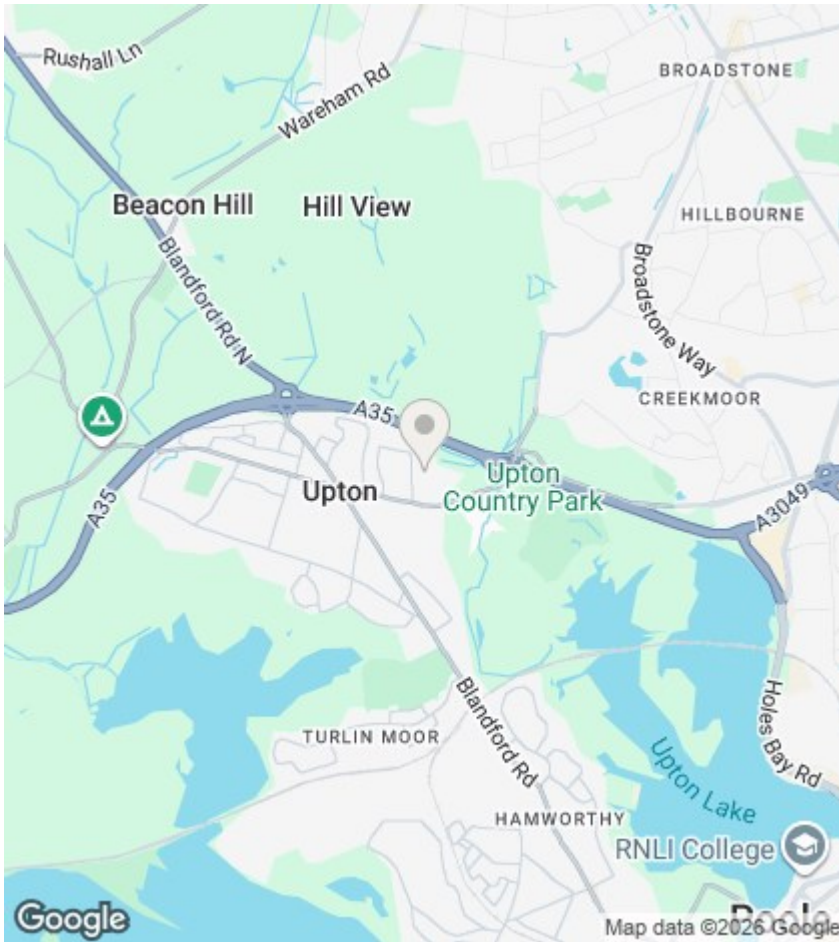 Rushall Ln
Wareham Rd
BROADSTONE
Beacon Hill
Hill View
HILLBOURNE
Blandford Rd N
Broadstone Way
CREEKMOOR
A35
Upton
Country Park
Upton
A35
A3049
Blandford Rd
TURLIN MOOR
Holes Bay Rd
Upton Lake
HAMWORTHY
RNLI College
Poole
Google
Map data ©2026 Google